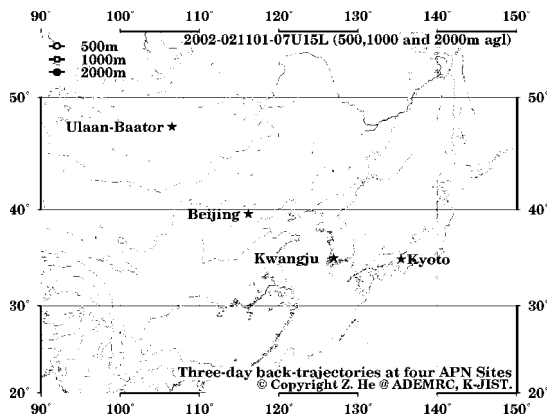 90° 100° 110° 120° 130° 140° 150°
2002-021101-07U15L (500,1000 and 2000m agl)
500m
1000m
2000m
50° 50°
Ulaan-Baator
40° 40°
Beijing
Kwangju
Kyoto
30° 30°
Three-day back-trajectories at four APN Sites
© Copyright Z. He @ ADEMRC, K-JIST.
20° 20°
90° 100° 110° 120° 130° 140° 150°